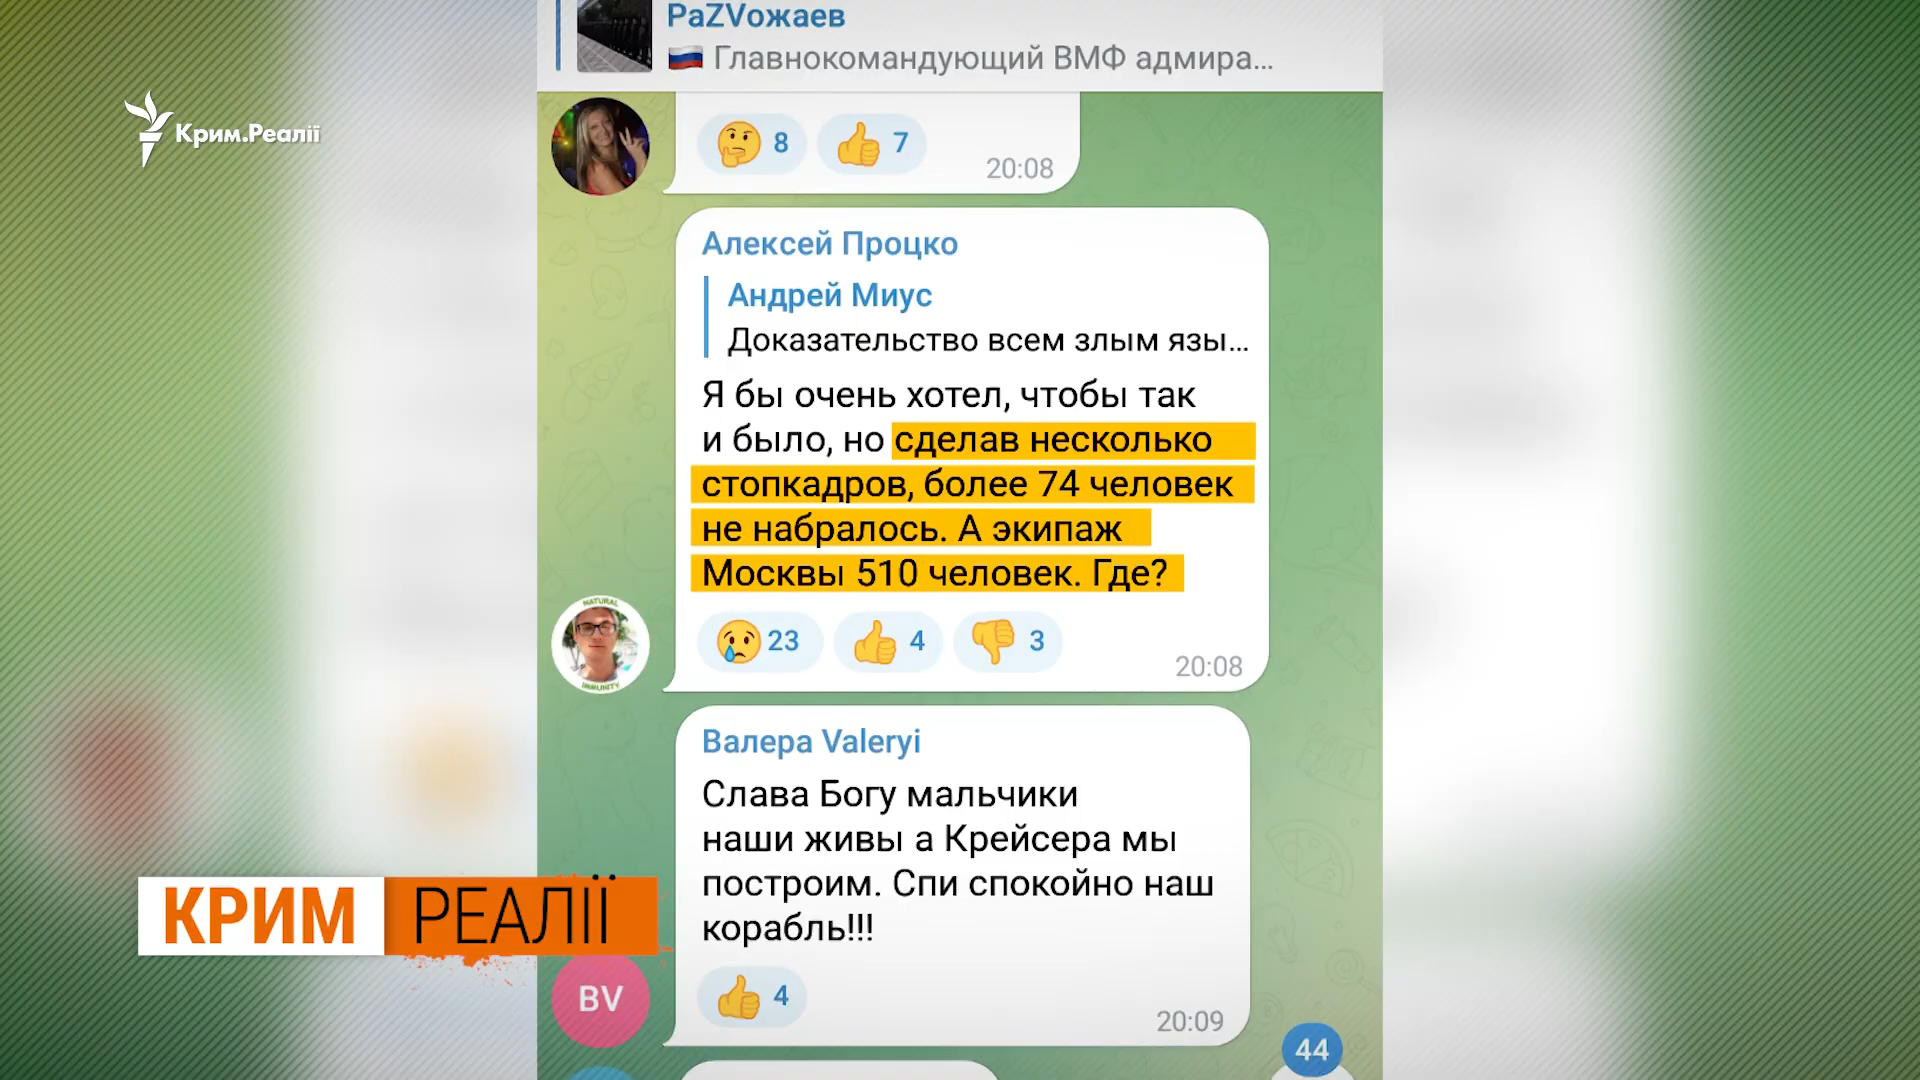 РаZVожаев
🇷🇺 Главнокомандующий ВМФ адмира...
Крим.Реалії
8 7
20:08
Алексей Процко
Андрей Миус
Доказательство всем злым язы...
Я бы очень хотел, чтобы так
и было, но сделав несколько
стопкадров, более 74 человек
не набралось. А экипаж
Москвы 510 человек. Где?
NATURAL
IMMUNITY
23 4 3
20:08
Валера Valeryi
Слава Богу мальчики
наши живы а Крейсера мы
построим. Спи спокойно наш
корабль!!!
КРИМ РЕАЛІЇ
BV
4
20:09
44